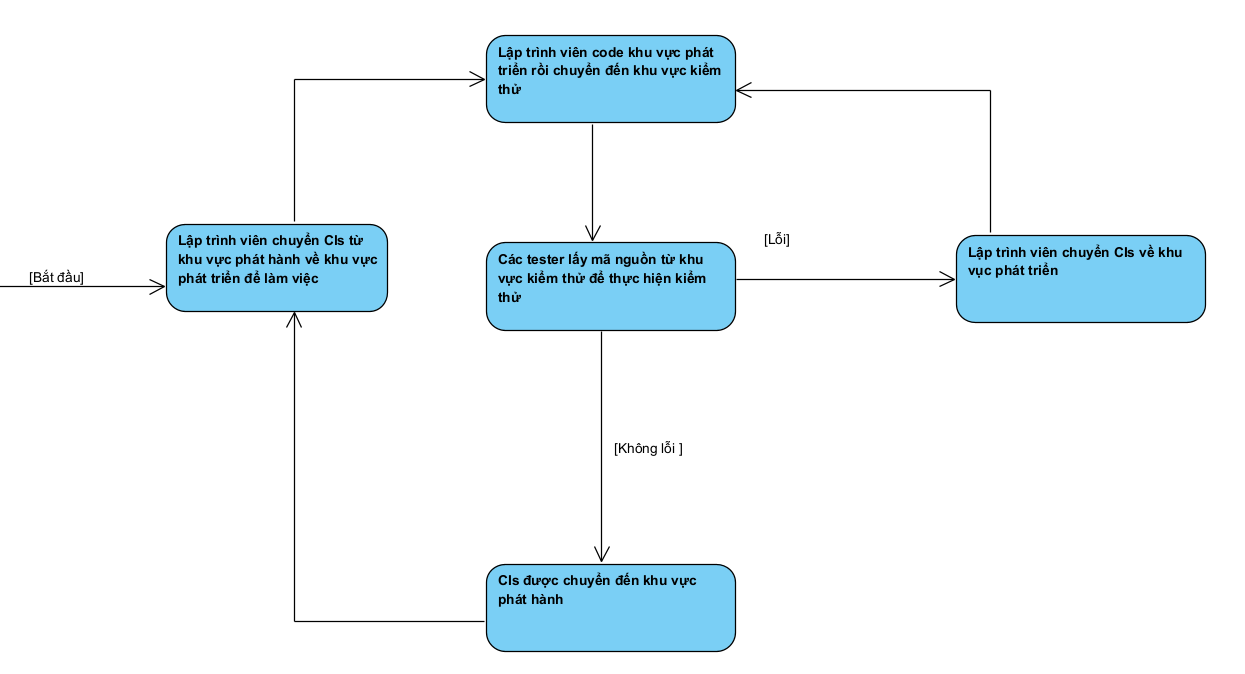 Lập trình viên code khu vực phát
triển rồi chuyển đến khu vực kiểm
thử
[Bắt đầu]
Lập trình viên chuyển CIs từ
khu vực phát hành về khu vực
phát triển để làm việc
Các tester lấy mã nguồn từ khu
vực kiểm thử để thực hiện kiểm
thử
[Lỗi]
Lập trình viên chuyển CIs về khu
vục phát triển
[Không lỗi ]
CIs được chuyển đến khu vực
phát hành